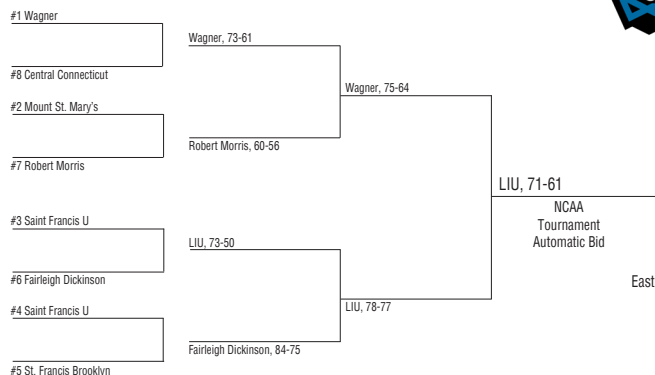 #1 Wagner
Wagner, 73-61
#8 Central Connecticut
Wagner, 75-64
#2 Mount St. Mary's
Robert Morris, 60-56
#7 Robert Morris
LIU, 71-61
NCAA
Tournament
Automatic Bid
#3 Saint Francis U
LIU, 73-50
#6 Fairleigh Dickinson
East
LIU, 78-77
#4 Saint Francis U
Fairleigh Dickinson, 84-75
#5 St. Francis Brooklyn